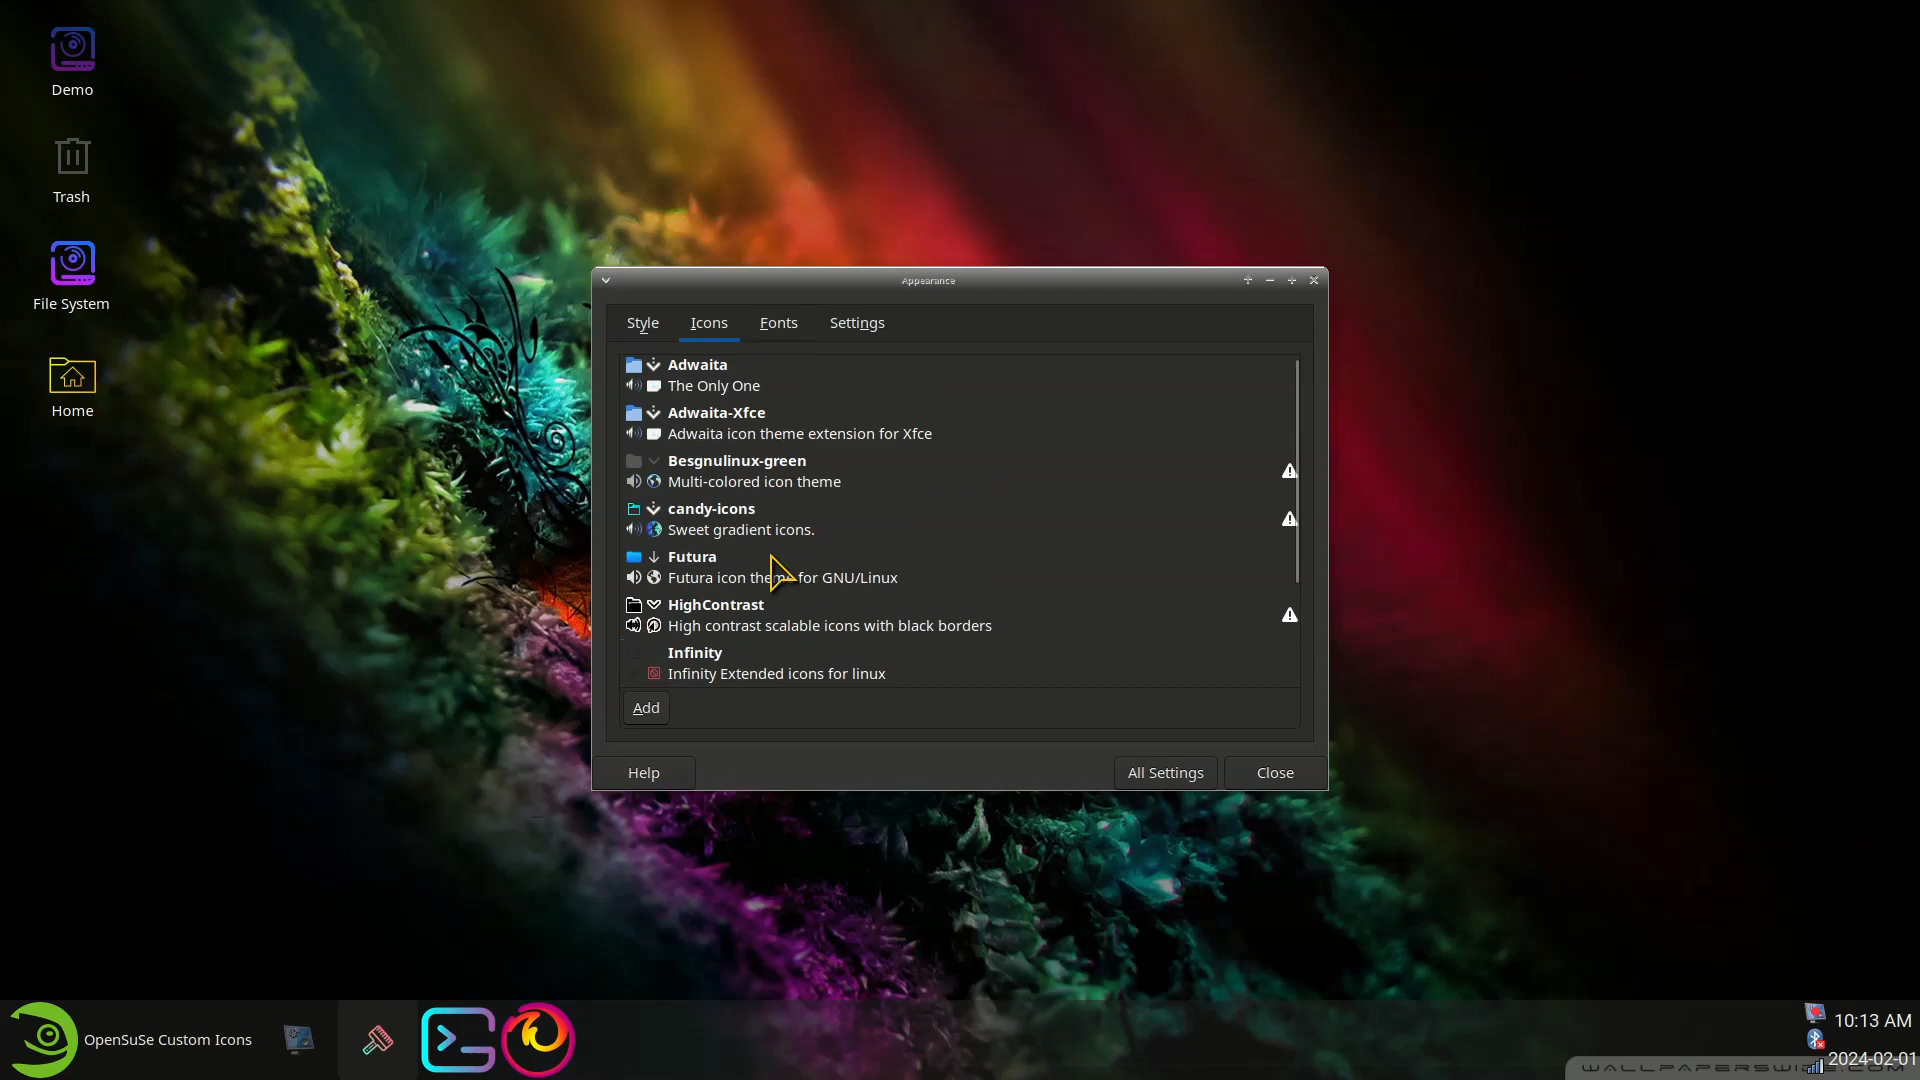 Demo
Trash
File System
Home
Appearance
Style Icons Fonts Settings
Adwaita
The Only One
Adwaita-Xfce
Adwaita icon theme extension for Xfce
Besgnulinux-green
Multi-colored icon theme
candy-icons
Sweet gradient icons.
Futura
Futura icon theme for GNU/Linux
HighContrast
High contrast scalable icons with black borders
Infinity
Infinity Extended icons for linux
Add
Help All Settings Close
OpenSuSe Custom Icons
10:13 AM
2024-02-01